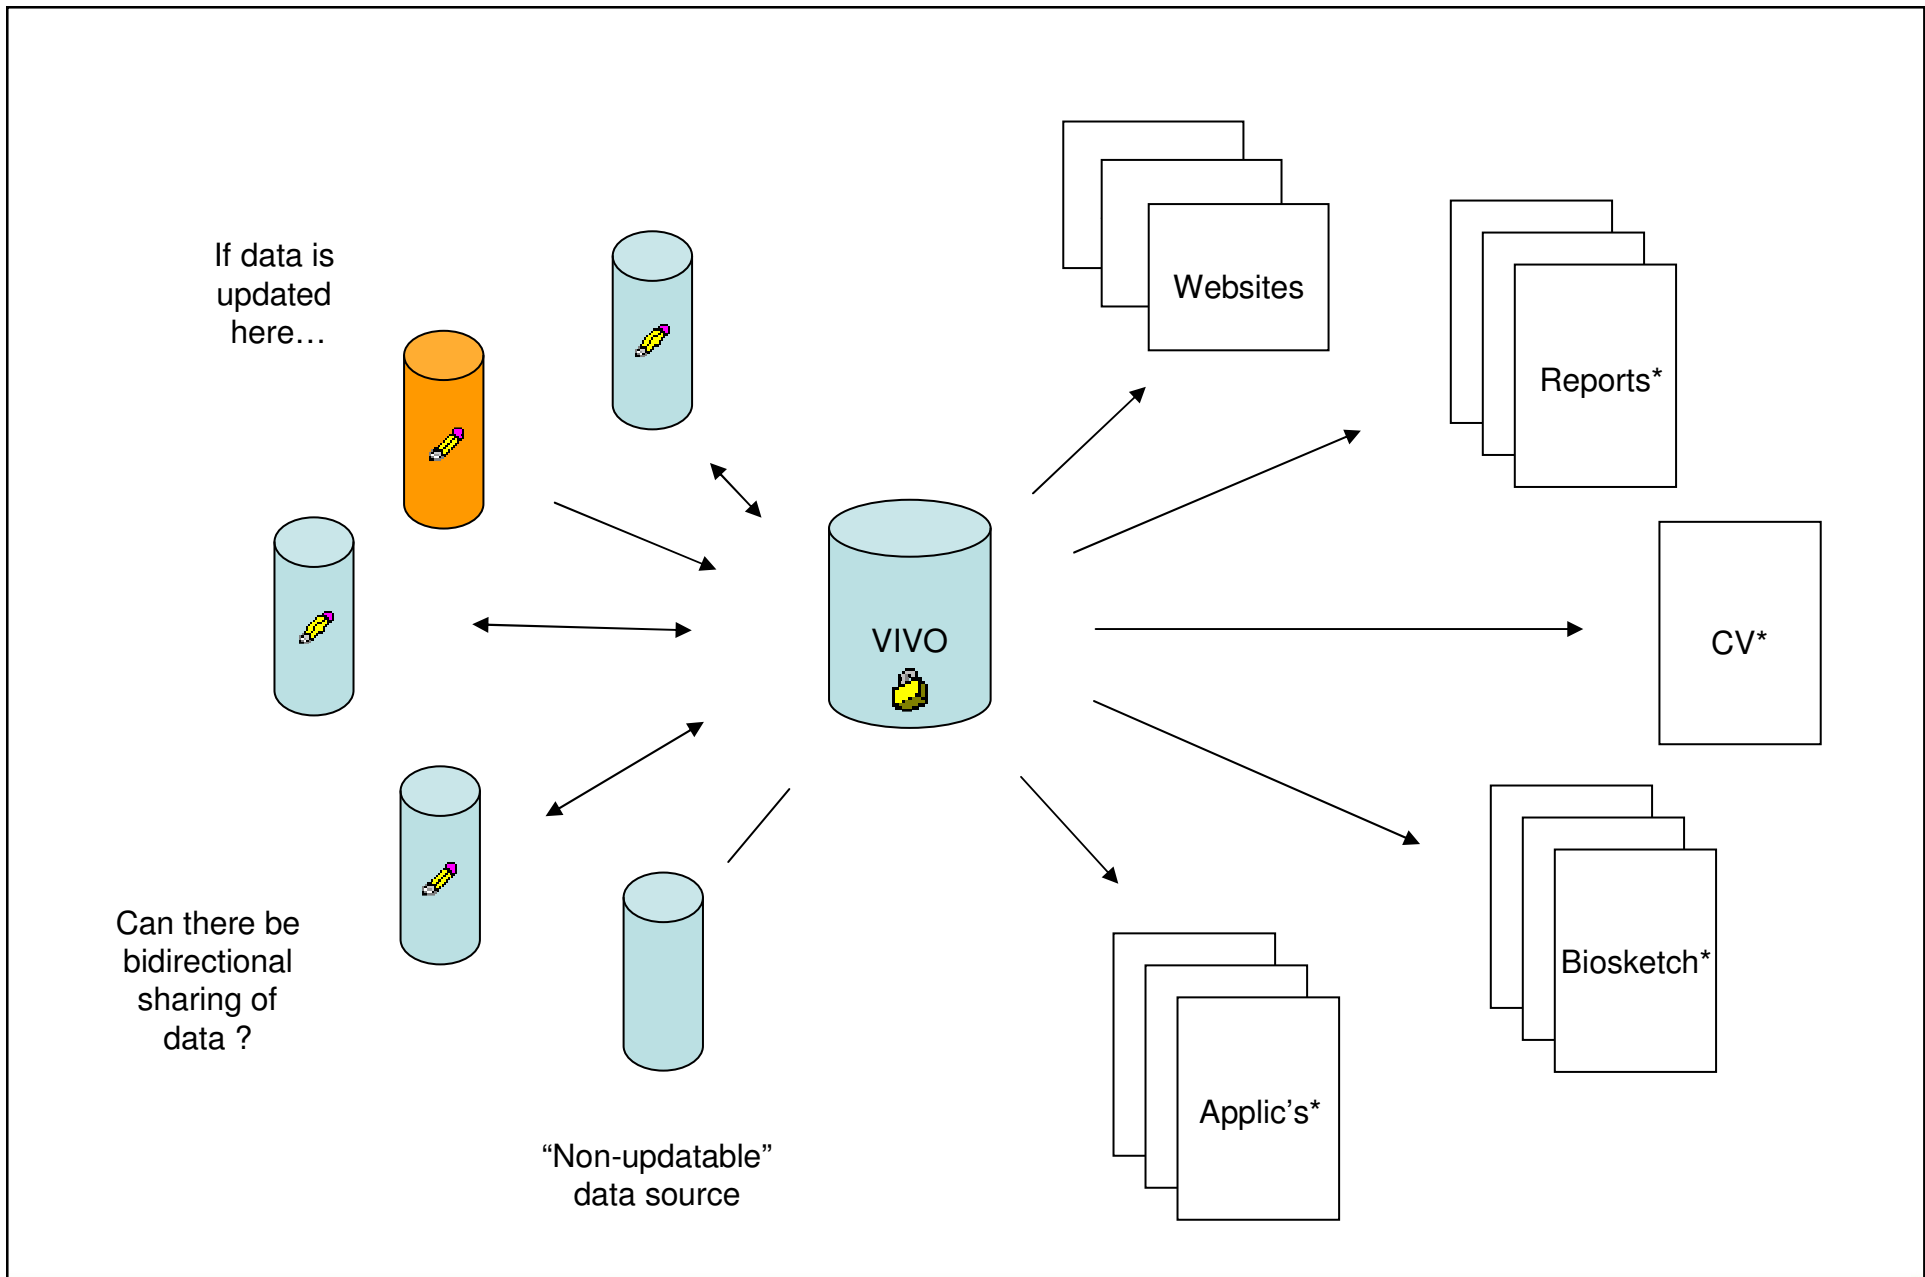 If data is
updated
here…
Websites
Reports*
VIVO
CV*
Can there be
bidirectional
sharing of
data ?
Biosketch*
Applic’s*
“Non-updatable”
data source